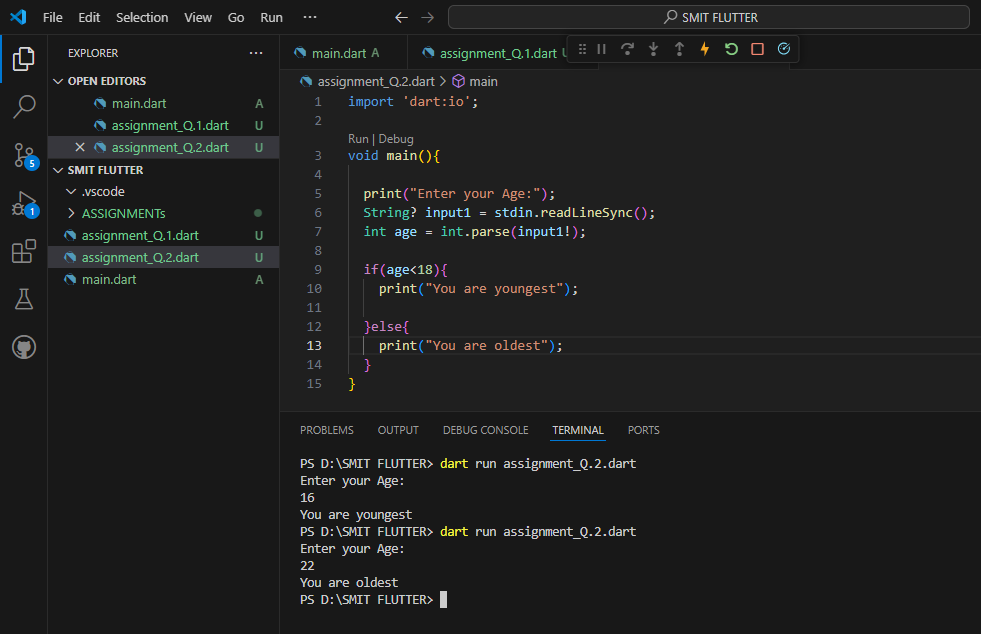 File Edit Selection View Go Run ··· SMIT FLUTTER
EXPLORER ···
OPEN EDITORS
main.dart A
assignment_Q.1.dart U
assignment_Q.2.dart U
SMIT FLUTTER
.vscode
ASSIGNMENTs
assignment_Q.1.dart U
assignment_Q.2.dart U
main.dart A
5
1
main.dart A assignment_Q.1.dart
assignment_Q.2.dart > main
1 import 'dart:io';
2
Run | Debug
3 void main(){
4
5 print("Enter your Age:");
6 String? input1 = stdin.readLineSync();
7 int age = int.parse(input1!);
8
9 if(age<18){
10 print("You are youngest");
11
12 }else{
13 print("You are oldest");
14 }
15 }
PROBLEMS OUTPUT DEBUG CONSOLE TERMINAL PORTS
PS D:\SMIT FLUTTER> dart run assignment_Q.2.dart
Enter your Age:
16
You are youngest
PS D:\SMIT FLUTTER> dart run assignment_Q.2.dart
Enter your Age:
22
You are oldest
PS D:\SMIT FLUTTER>